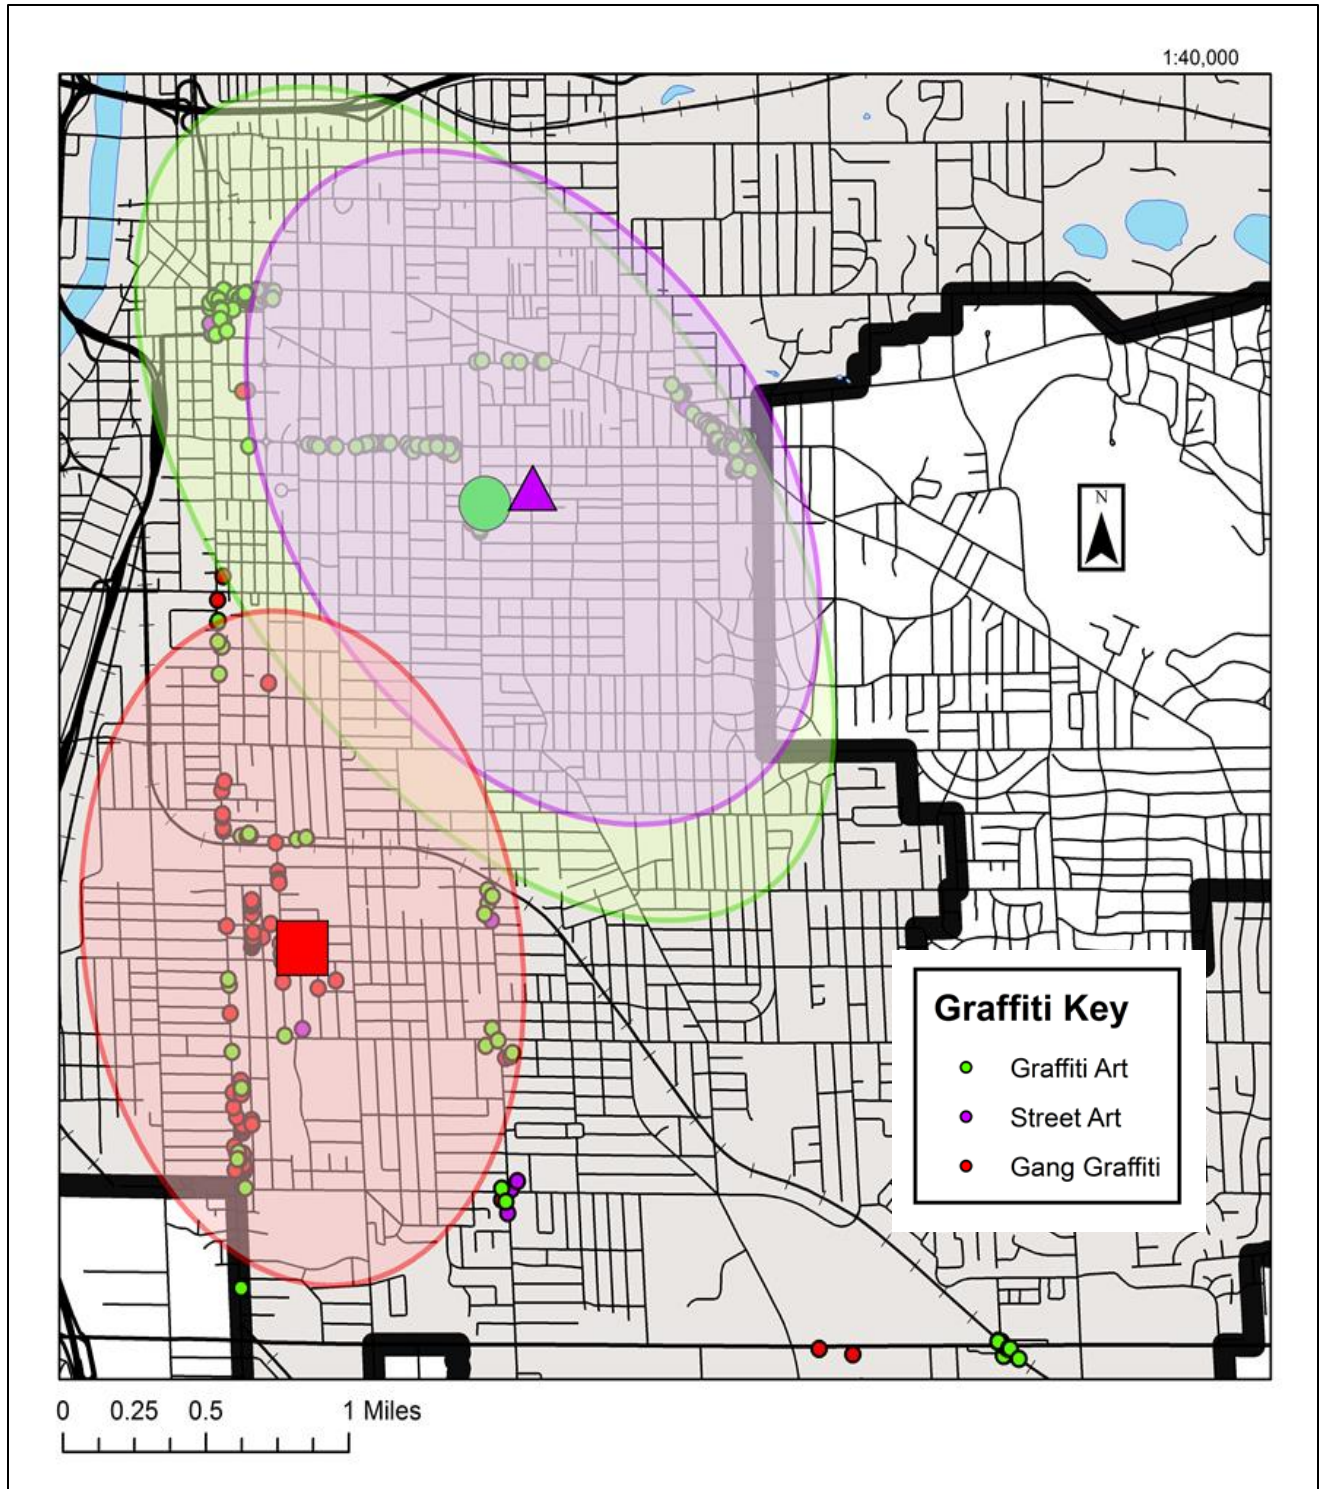 1:40,000
N
Graffiti Key
Graffiti Art
Street Art
Gang Graffiti
0 0.25 0.5 1 Miles